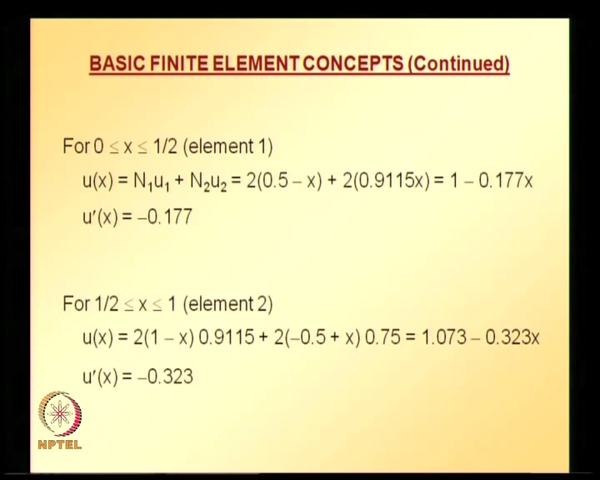 BASIC FINITE ELEMENT CONCEPTS (Continued)
For 0 ≤ x ≤ 1/2 (element 1)
u(x) = N₁u₁ + N₂u₂ = 2(0.5 – x) + 2(0.9115x) = 1 – 0.177x
u′(x) = –0.177
For 1/2 ≤ x ≤ 1 (element 2)
u(x) = 2(1 – x) 0.9115 + 2(–0.5 + x) 0.75 = 1.073 – 0.323x
u′(x) = –0.323
NPTEL